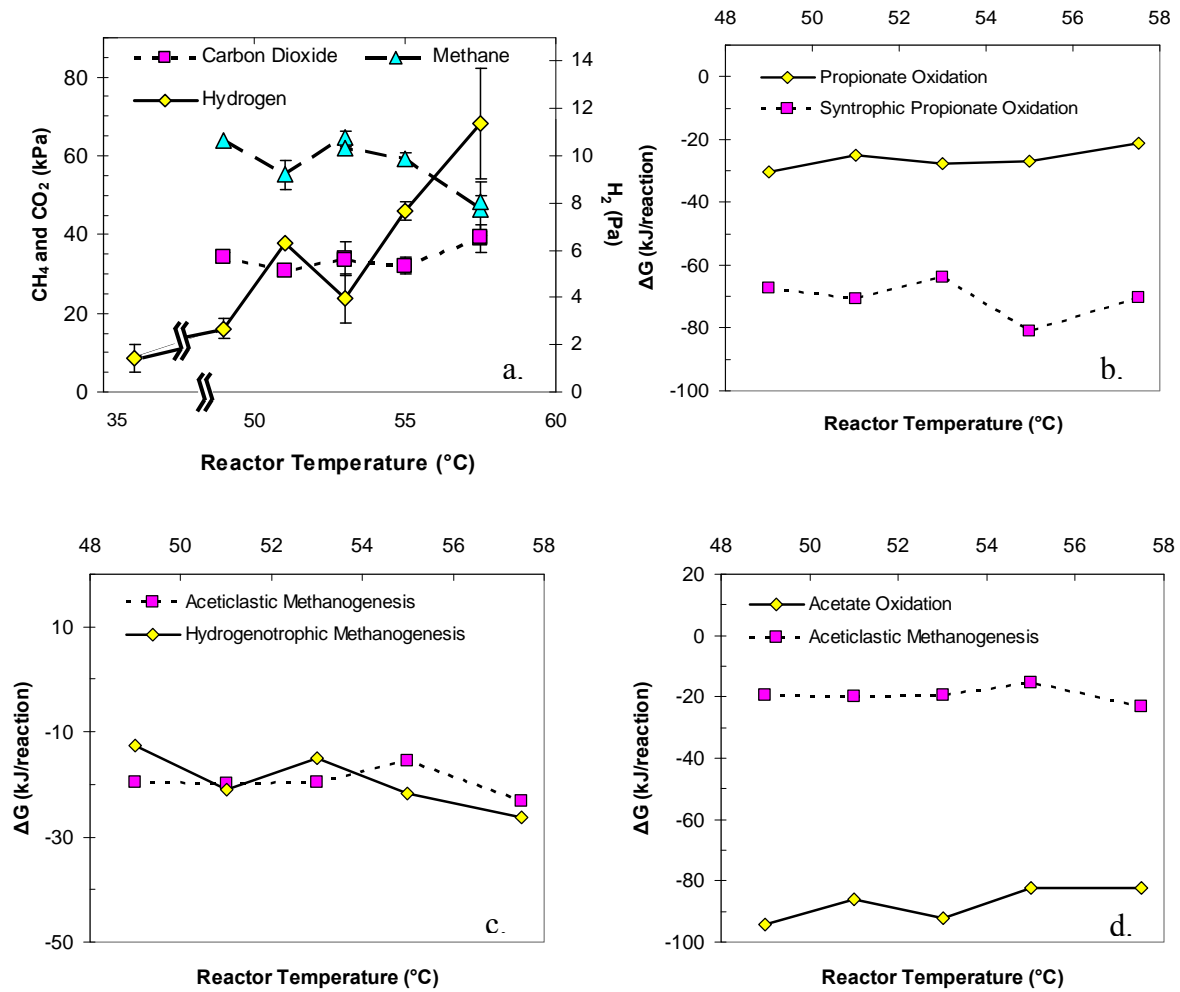 Carbon Dioxide
Methane
Hydrogen
CH₄ and CO₂ (kPa)
80
60
40
20
0
H₂ (Pa)
14
12
10
8
6
4
2
0
35
50
55
60
Reactor Temperature (°C)
a.
48 50 52 54 56 58
Propionate Oxidation
Syntrophic Propionate Oxidation
ΔG (kJ/reaction)
0
-20
-40
-60
-80
-100
Reactor Temperature (°C)
b.
48 50 52 54 56 58
Aceticlastic Methanogenesis
Hydrogenotrophic Methanogenesis
ΔG (kJ/reaction)
10
-10
-30
-50
Reactor Temperature (°C)
c.
48 50 52 54 56 58
Acetate Oxidation
Aceticlastic Methanogenesis
ΔG (kJ/reaction)
20
0
-20
-40
-60
-80
-100
Reactor Temperature (°C)
d.